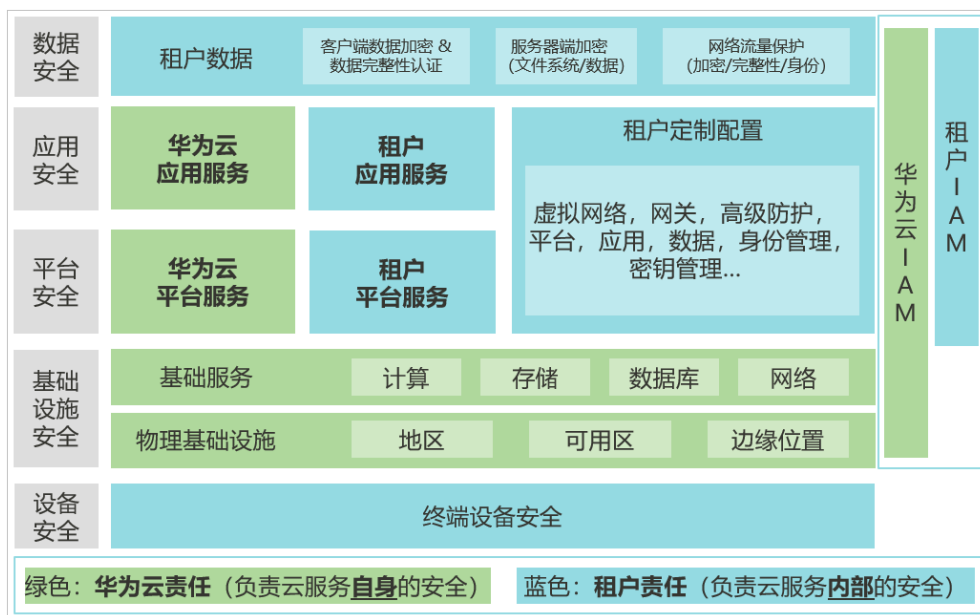 数据
安全
租户数据
客户端数据加密 &
数据完整性认证
服务器端加密
(文件系统/数据)
网络流量保护
(加密/完整性/身份)
应用
安全
华为云
应用服务
租户
应用服务
租户定制配置
虚拟网络，网关，高级防护，
平台，应用，数据，身份管理，
密钥管理...
平台
安全
华为云
平台服务
租户
平台服务
华为云IAM
租户IAM
基础
设施
安全
基础服务
计算
存储
数据库
网络
物理基础设施
地区
可用区
边缘位置
设备
安全
终端设备安全
绿色：华为云责任（负责云服务自身的安全）
蓝色：租户责任（负责云服务内部的安全）